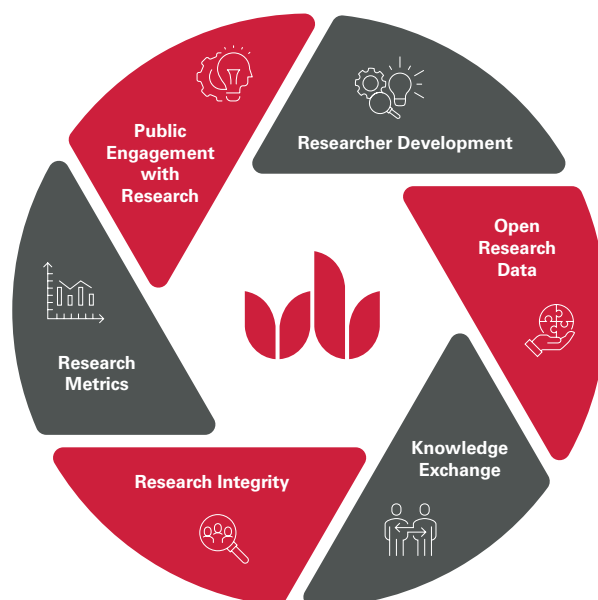 Public
Engagement
with
Research
Researcher Development
Open
Research
Data
Knowledge
Exchange
Research Integrity
Research
Metrics